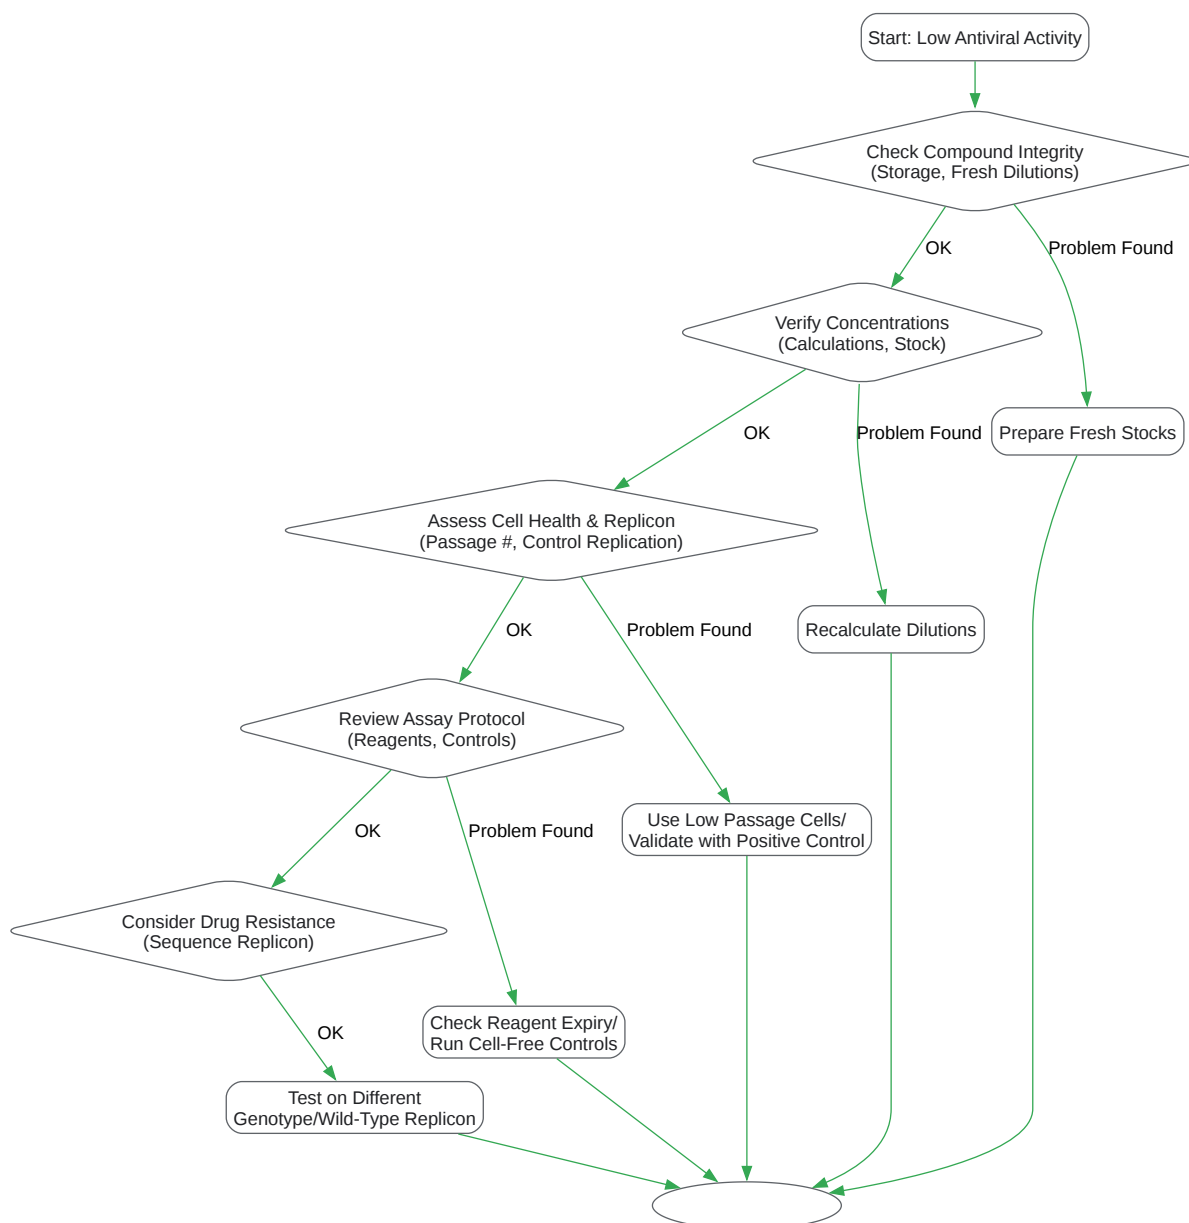 Start: Low Antiviral Activity
Check Compound Integrity
(Storage, Fresh Dilutions)
OK
Problem Found
Verify Concentrations
(Calculations, Stock)
OK
Problem Found
Prepare Fresh Stocks
Assess Cell Health & Replicon
(Passage #, Control Replication)
OK
Problem Found
Recalculate Dilutions
Review Assay Protocol
(Reagents, Controls)
OK
Problem Found
Use Low Passage Cells/
Validate with Positive Control
Consider Drug Resistance
(Sequence Replicon)
OK
Check Reagent Expiry/
Run Cell-Free Controls
Test on Different
Genotype/Wild-Type Replicon